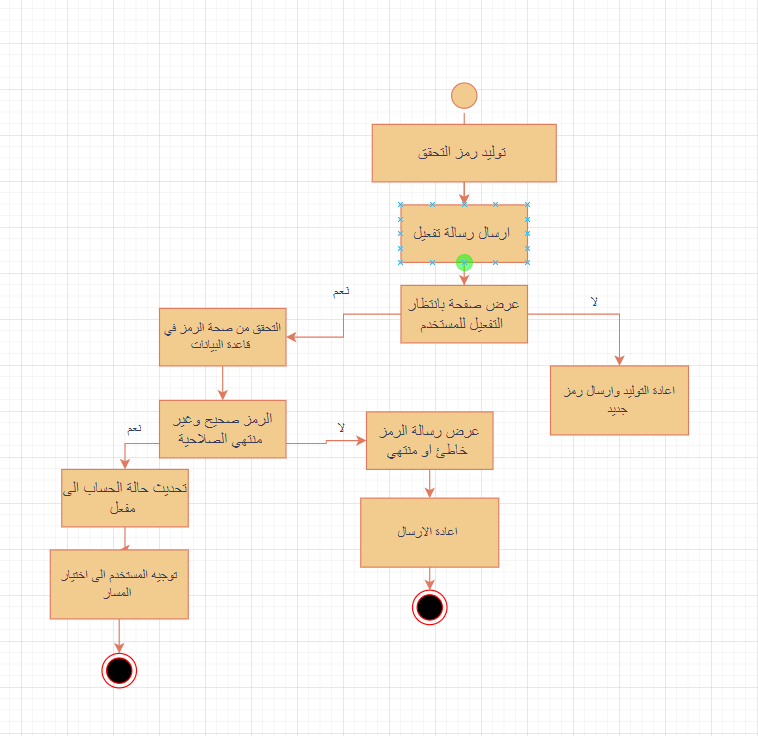 توليد رمز التحقق
ارسال رسالة تفعيل
عرض صفحة بانتظار
التفعيل للمستخدم
نعم
لا
التحقق من صحة الرمز في
قاعدة البيانات
اعادة التوليد وارسال رمز
جديد
الرمز صحيح وغير
منتهي الصلاحية
نعم
لا
عرض رسالة الرمز
خاطئ او منتهي
تحديث حالة الحساب الى
مفعل
اعادة الارسال
توجيه المستخدم الى اختيار
المسار